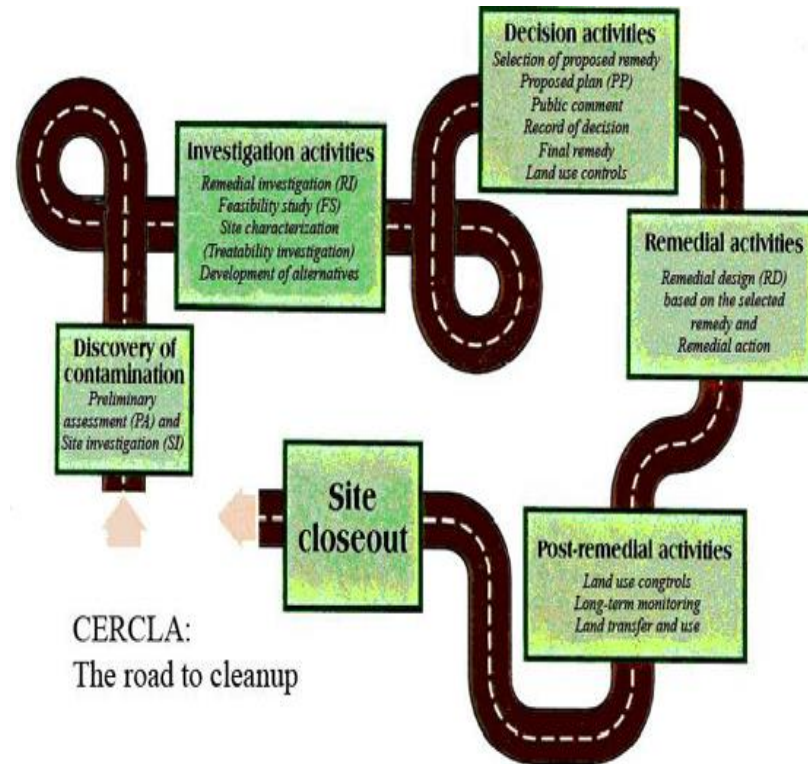 Discovery of
contamination
Preliminary
assessment (PA) and
Site investigation (SI)
Investigation activities
Remedial investigation (RI)
Feasibility study (FS)
Site characterization
(Treatability investigation)
Development of alternatives
Decision activities
Selection of proposed remedy
Proposed plan (PP)
Public comment
Record of decision
Final remedy
Land use controls
Remedial activities
Remedial design (RD)
based on the selected
remedy and
Remedial action
Post-remedial activities
Land use congtrols
Long-term monitoring
Land transfer and use
Site
closeout
CERCLA:
The road to cleanup